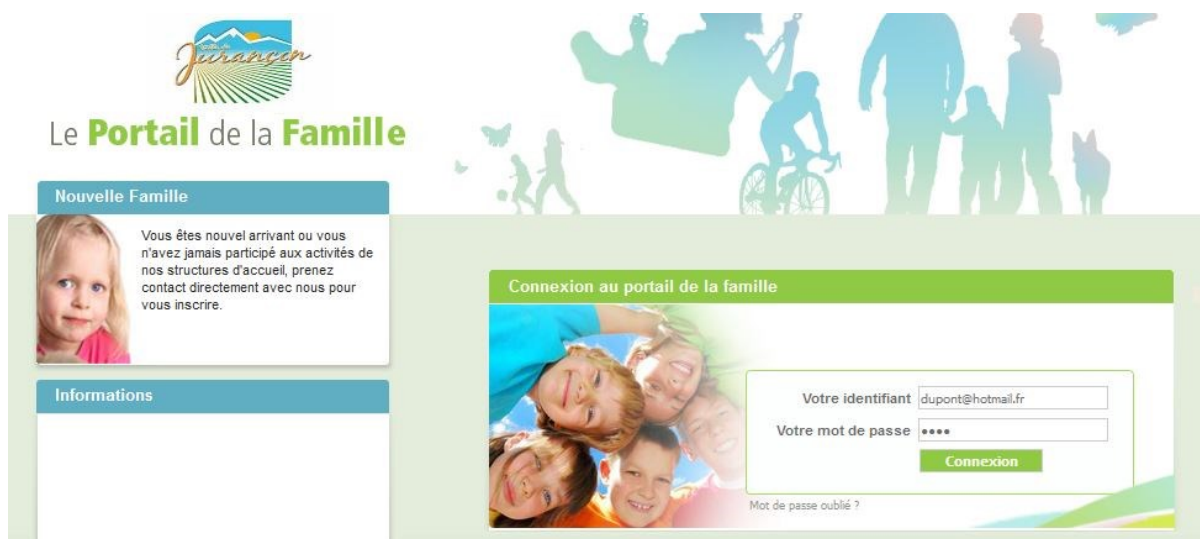 Ville de
Jurançon
Le Portail de la Famille
Nouvelle Famille
Vous êtes nouvel arrivant ou vous
n'avez jamais participé aux activités de
nos structures d'accueil, prenez
contact directement avec nous pour
vous inscrire.
Informations
Connexion au portail de la famille
Votre identifiant dupont@hotmail.fr
Votre mot de passe ••••
Connexion
Mot de passe oublié ?